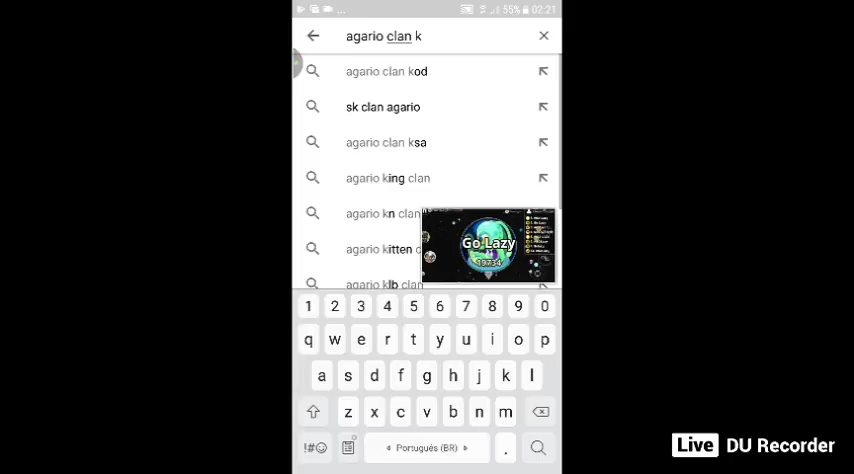 ... 55% 02:21
agario clan k
agario clan kod
sk clan agario
agario clan ksa
agario king clan
agario kn clan
agario kitten
agario klb clan
Go Lazy
19734
1 2 3 4 5 6 7 8 9 0
q w e r t y u i o p
a s d f g h j k l
z x c v b n m
!#☺ Português (BR) .
Live DU Recorder